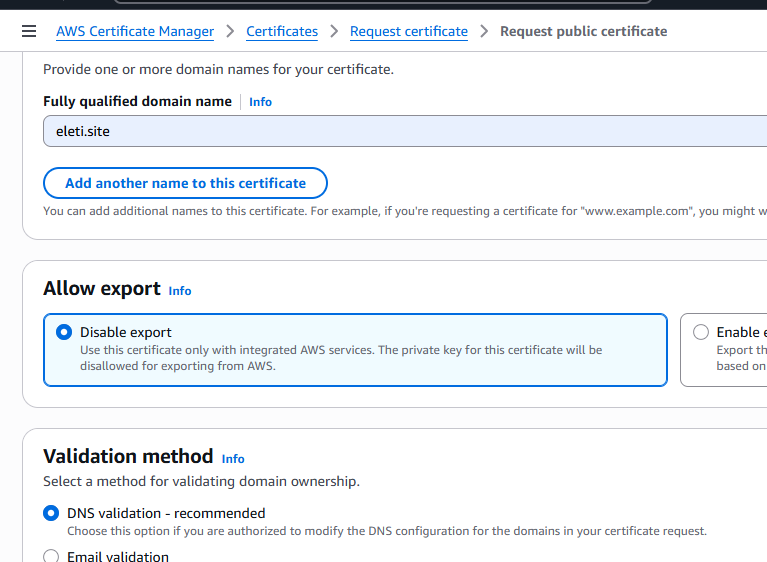 AWS Certificate Manager > Certificates > Request certificate > Request public certificate
Provide one or more domain names for your certificate.
Fully qualified domain name | Info
eleti.site
Add another name to this certificate
You can add additional names to this certificate. For example, if you're requesting a certificate for "www.example.com", you might w
Allow export Info
Disable export
Use this certificate only with integrated AWS services. The private key for this certificate will be
disallowed for exporting from AWS.
Enable e
Export th
based on
Validation method Info
Select a method for validating domain ownership.
DNS validation - recommended
Choose this option if you are authorized to modify the DNS configuration for the domains in your certificate request.
Email validation